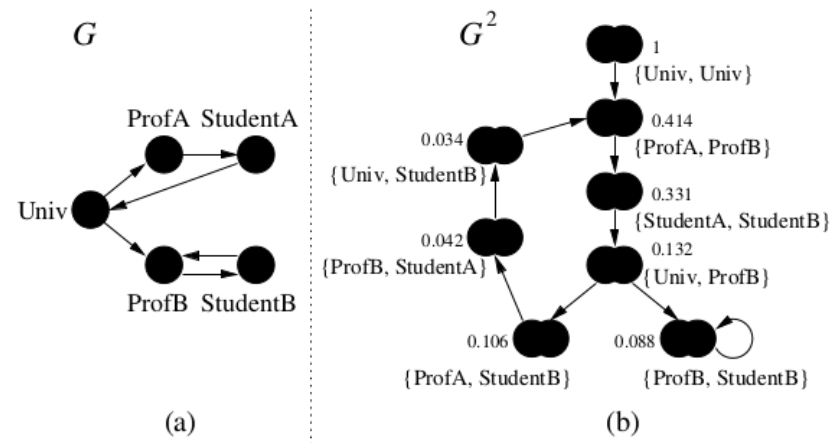 G
ProfA StudentA
Univ
ProfB StudentB
(a)
G²
1
{Univ, Univ}
0.414
{ProfA, ProfB}
0.034
{Univ, StudentB}
0.331
{StudentA, StudentB}
0.042
{ProfB, StudentA}
0.132
{Univ, ProfB}
0.106
{ProfA, StudentB}
0.088
{ProfB, StudentB}
(b)